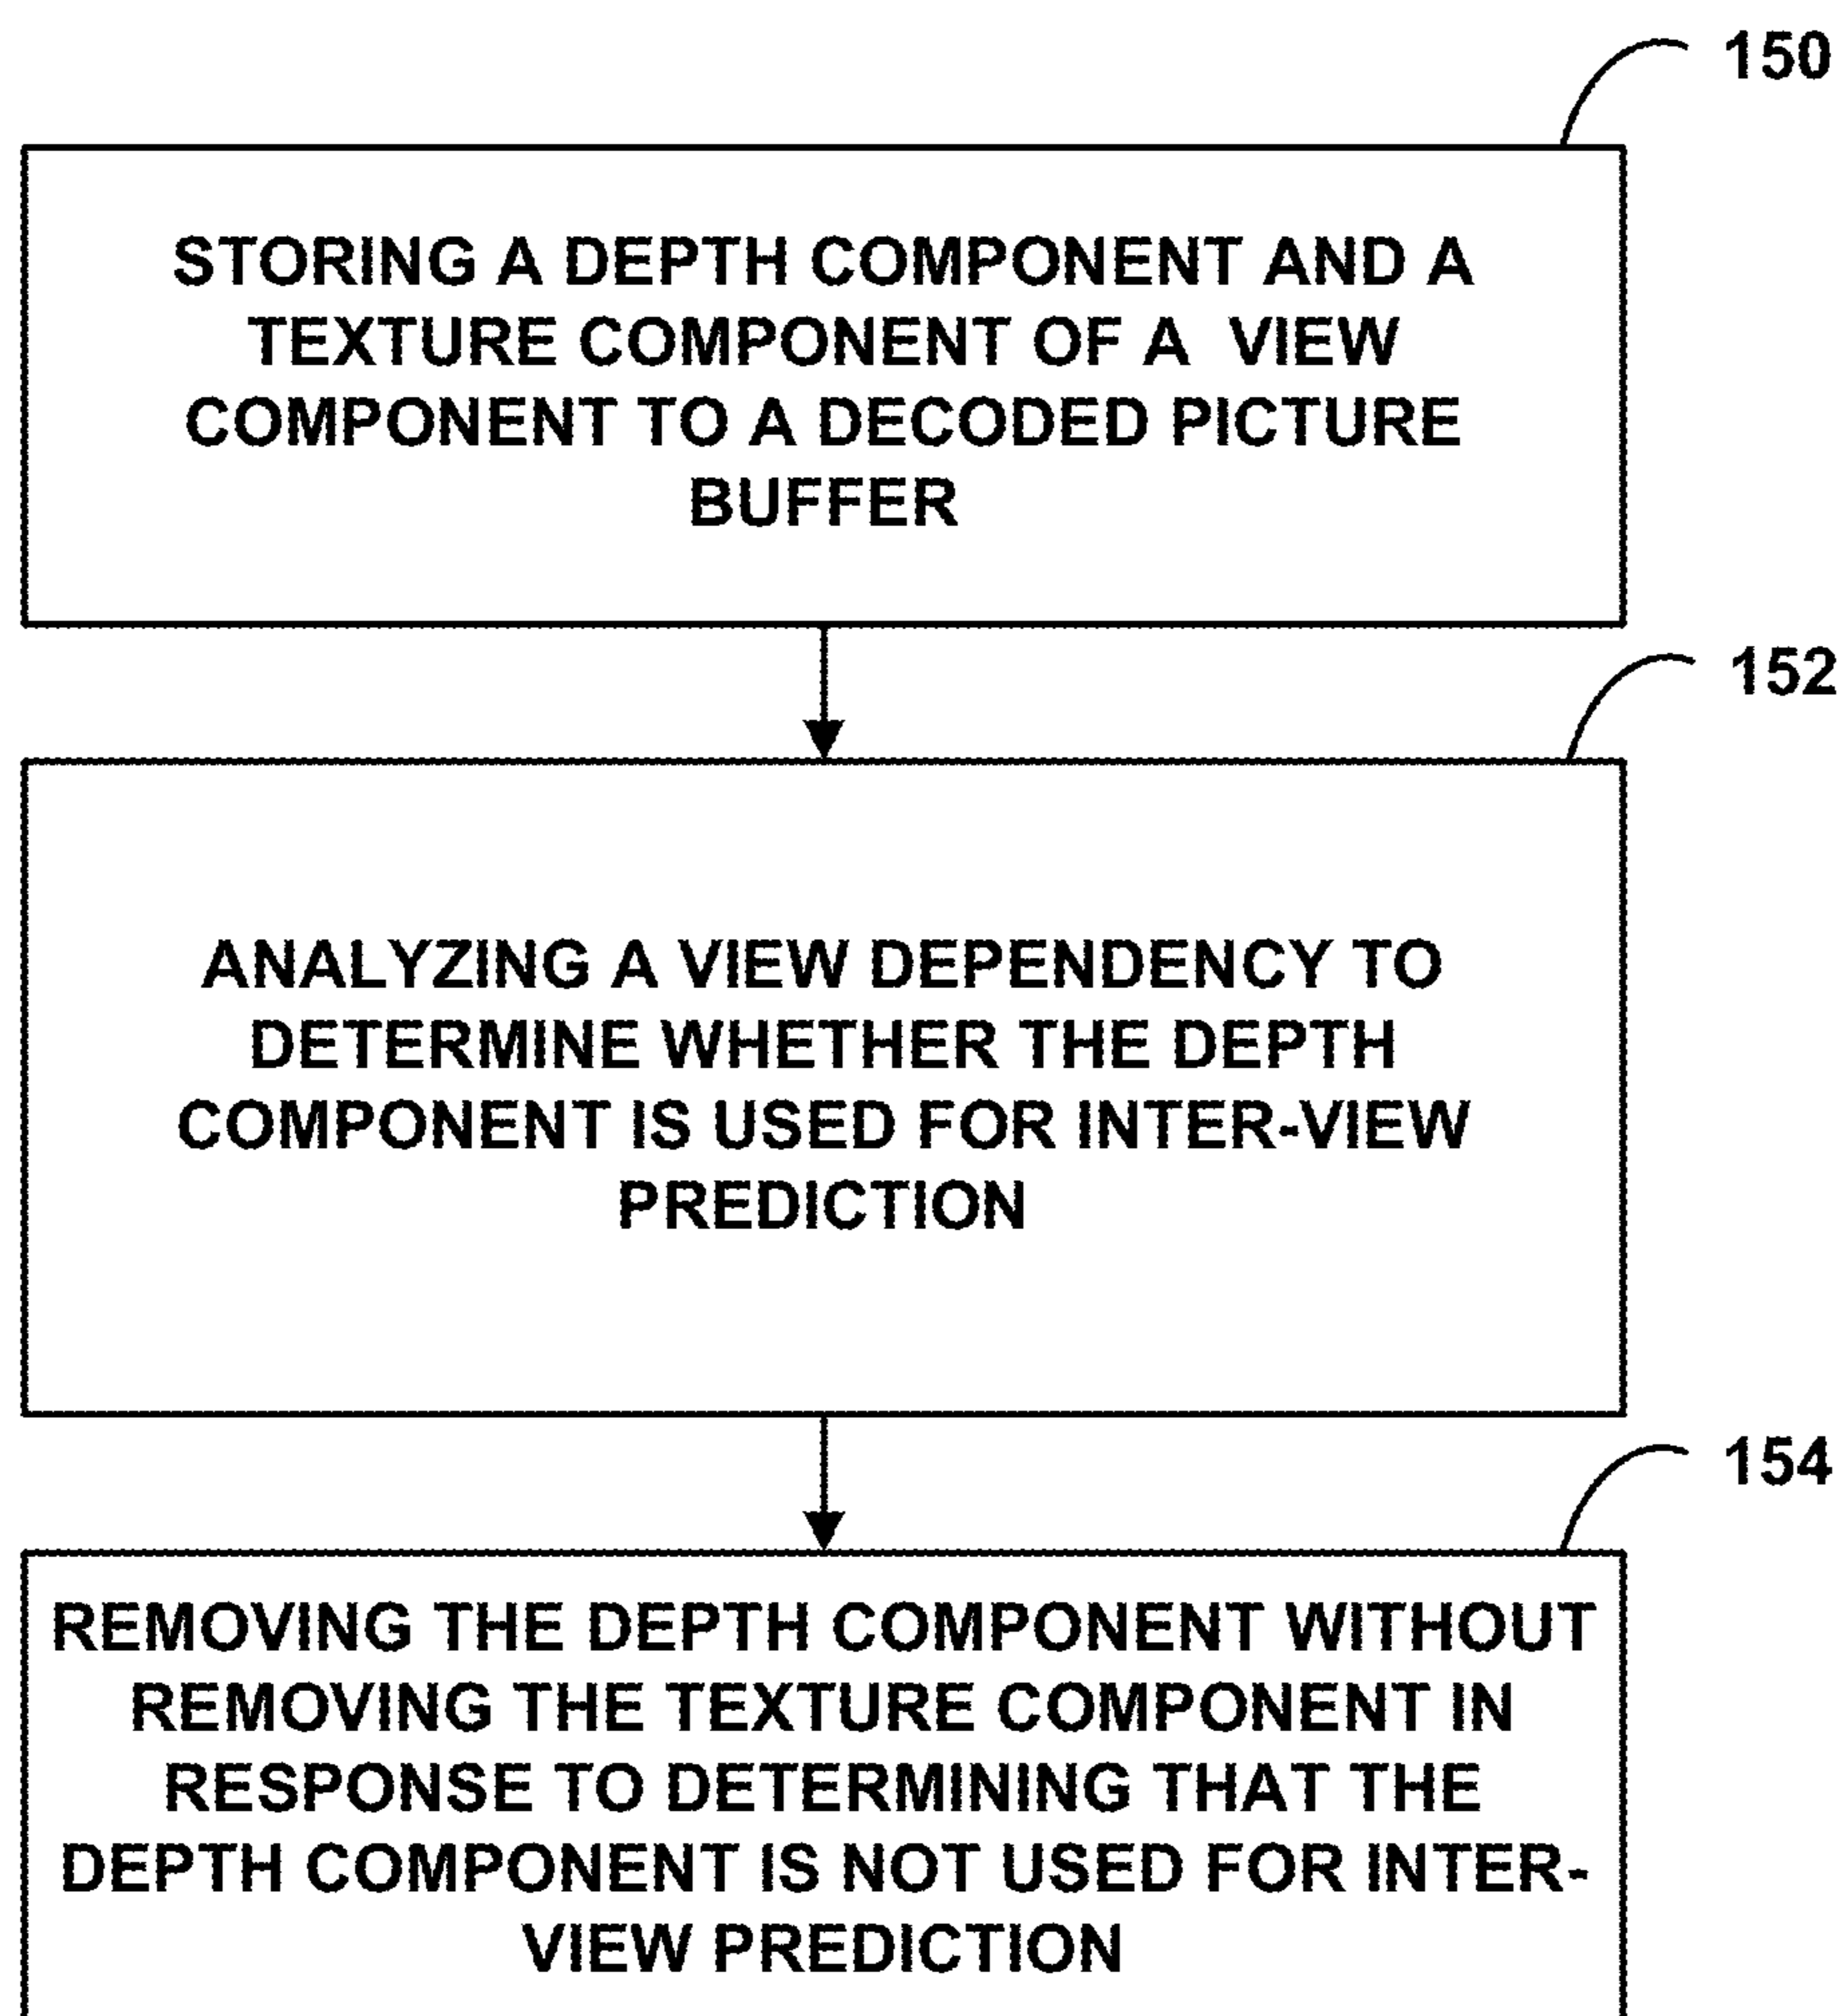 150
STORING A DEPTH COMPONENT AND A
TEXTURE COMPONENT OF A VIEW
COMPONENT TO A DECODED PICTURE
BUFFER
152
ANALYZING A VIEW DEPENDENCY TO
DETERMINE WHETHER THE DEPTH
COMPONENT IS USED FOR INTER-VIEW
PREDICTION
154
REMOVING THE DEPTH COMPONENT WITHOUT
REMOVING THE TEXTURE COMPONENT IN
RESPONSE TO DETERMINING THAT THE
DEPTH COMPONENT IS NOT USED FOR INTER-
VIEW PREDICTION